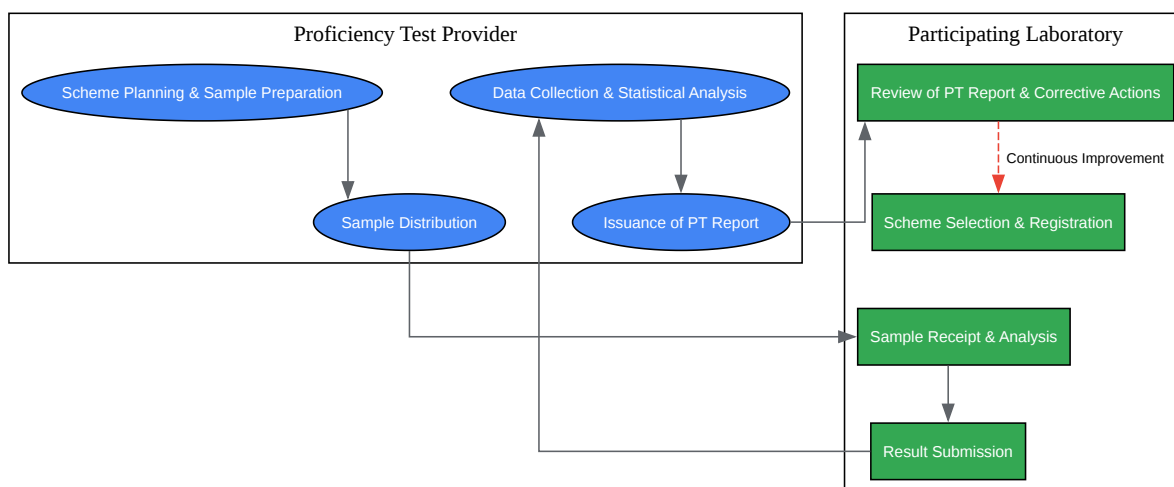 Proficiency Test Provider
Scheme Planning & Sample Preparation
Data Collection & Statistical Analysis
Sample Distribution
Issuance of PT Report
Participating Laboratory
Review of PT Report & Corrective Actions
Continuous Improvement
Scheme Selection & Registration
Sample Receipt & Analysis
Result Submission